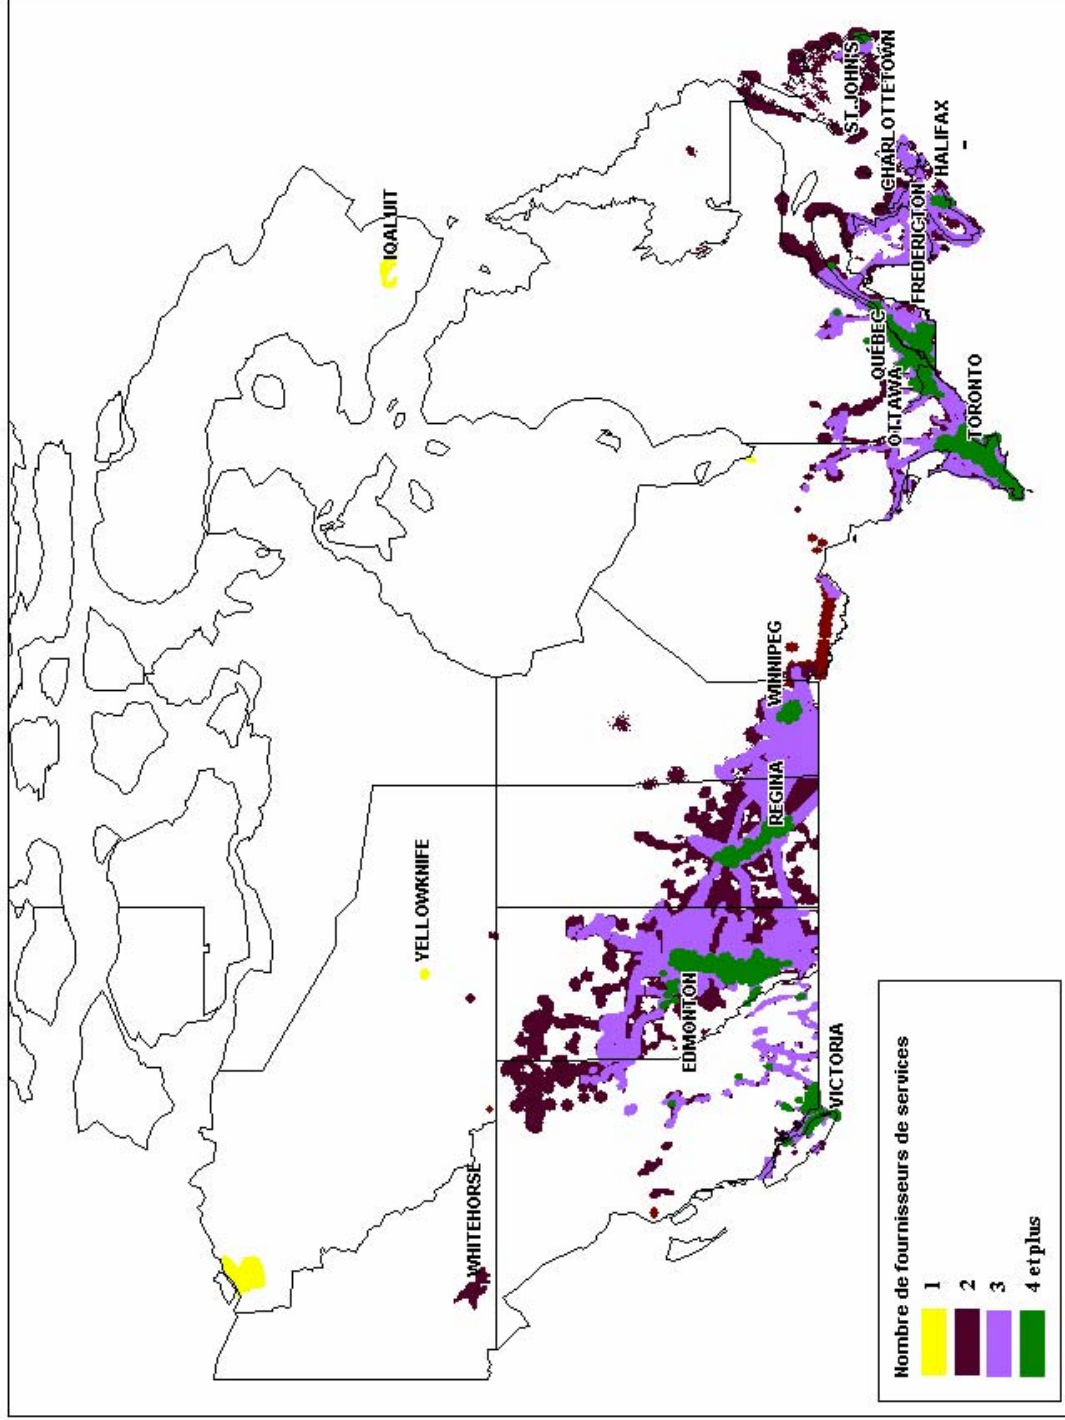 IQALUIT
ST.JOHN'S
CHARLOTTETOWN
HALIFAX
FREDERICTON
QUÉBEC
OTTAWA
TORONTO
WINNIPEG
REGINA
YELLOWKNIFE
EDMONTON
VICTORIA
WHITEHORSE
Nombre de fournisseurs de services
1
2
3
4 et plus